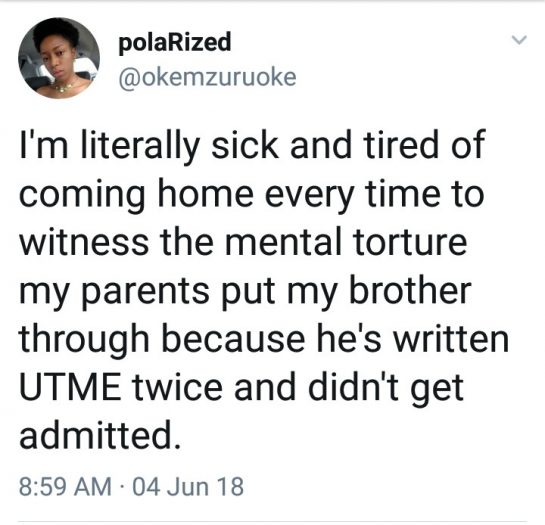 polaRized
@okemzuruoke
I'm literally sick and tired of
coming home every time to
witness the mental torture
my parents put my brother
through because he's written
UTME twice and didn't get
admitted.
8:59 AM · 04 Jun 18